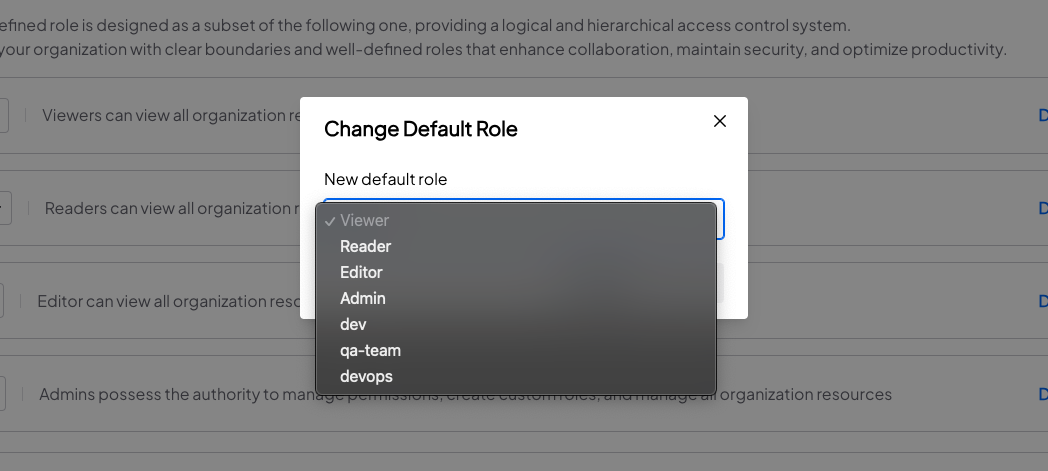 efined role is designed as a subset of the following one, providing a logical and hierarchical access control system.
your organization with clear boundaries and well-defined roles that enhance collaboration, maintain security, and optimize productivity.
Viewers can view all organization re
D
Change Default Role
New default role
Readers can view all organization r
D
✓ Viewer
Reader
Editor
Admin
dev
qa-team
devops
Editor can view all organization reso
D
Admins possess the authority to manage permissions, create custom roles, and manage all organization resources
D